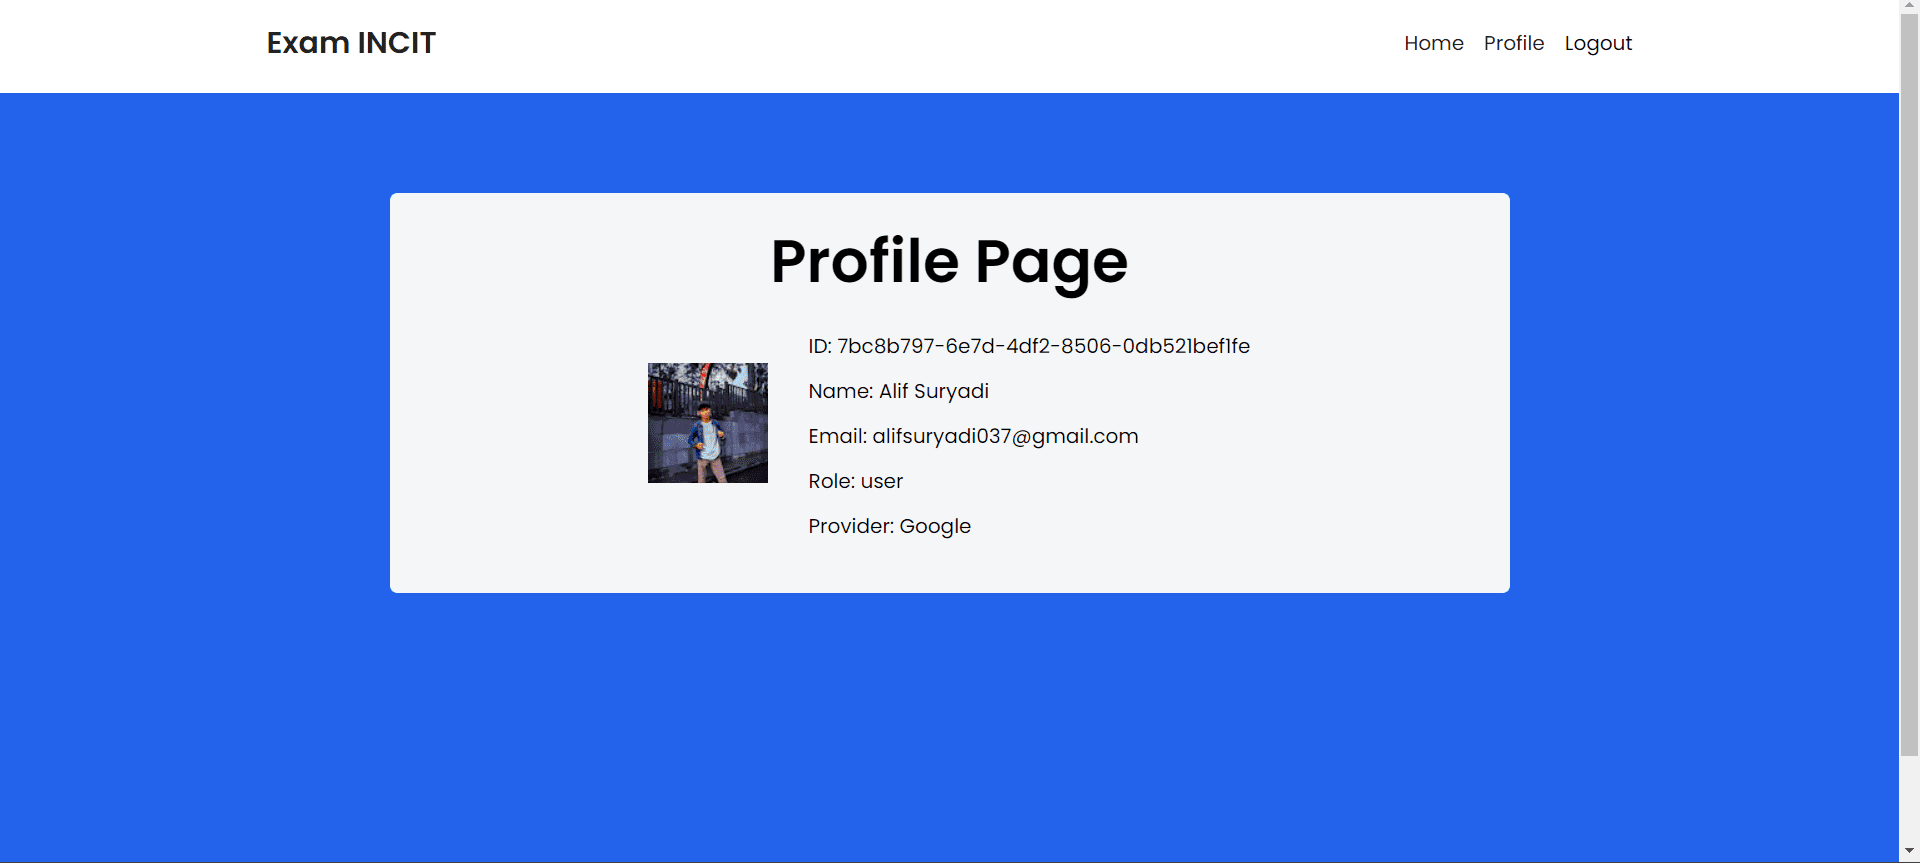 Exam INCIT
Home Profile Logout
Profile Page
ID: 7bc8b797-6e7d-4df2-8506-0db521bef1fe
Name: Alif Suryadi
Email: alifsuryadi037@gmail.com
Role: user
Provider: Google